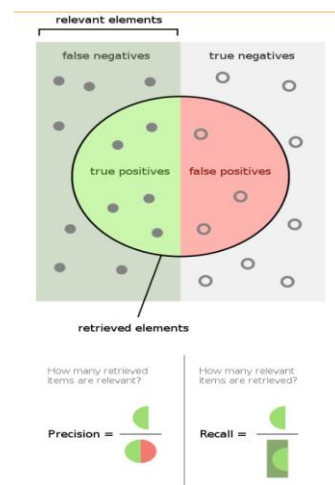 relevant elements
false negatives true negatives
true positives false positives
retrieved elements
How many retrieved
items are relevant?
Precision =
How many relevant
items are retrieved?
Recall =